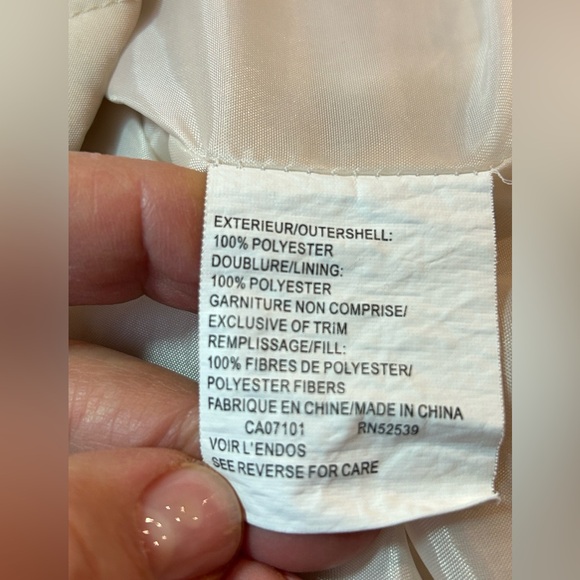 EXTERIEUR/OUTERSHELL:
100% POLYESTER
DOUBLURE/LINING:
100% POLYESTER
GARNITURE NON COMPRISE/
EXCLUSIVE OF TRIM
REMPLISSAGE/FILL:
100% FIBRES DE POLYESTER/
POLYESTER FIBERS
FABRIQUE EN CHINE/MADE IN CHINA
CA07101 RN52539
VOIR L'ENDOS
SEE REVERSE FOR CARE